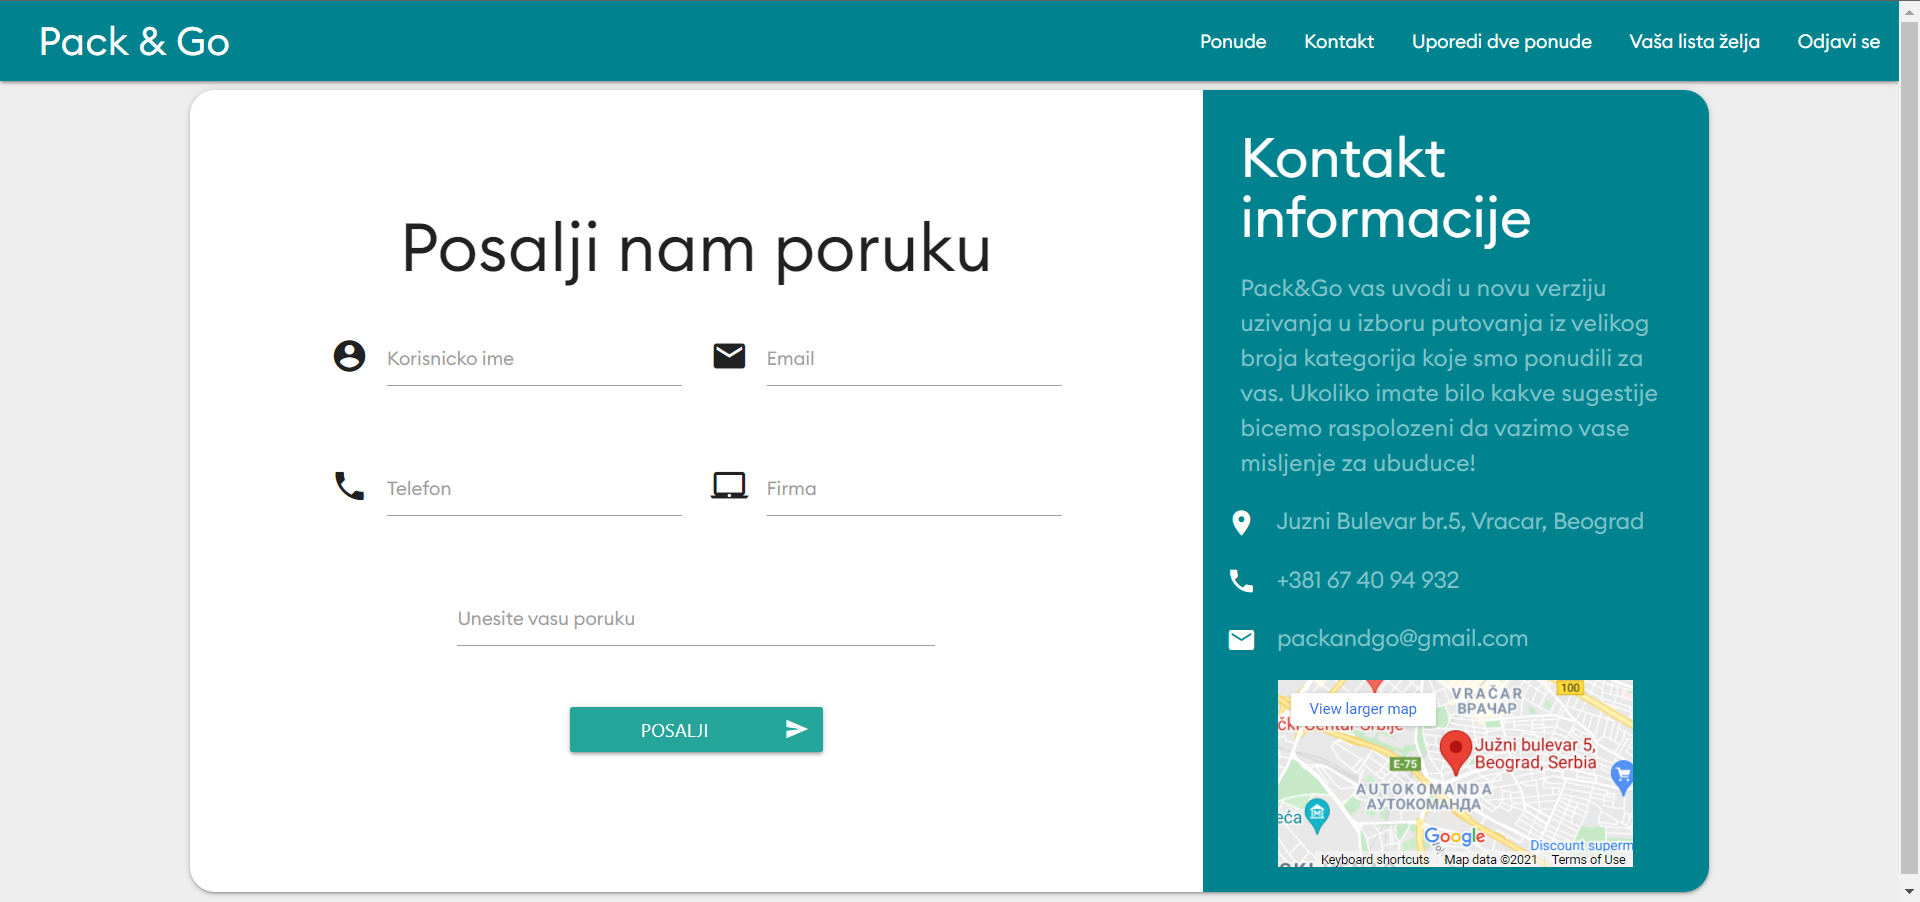 Pack & Go
Ponude
Kontakt
Uporedi dve ponude
Vaša lista želja
Odjavi se
Posalji nam poruku
Korisnicko ime
Email
Telefon
Firma
Unesite vasu poruku
POSALJI
Kontakt
informacije
Pack&Go vas uvodi u novu verziju
uzivanja u izboru putovanja iz velikog
broja kategorija koje smo ponudili za
vas. Ukoliko imate bilo kakve sugestije
bicemo raspolozeni da vazimo vase
misljenje za ubuduce!
Juzni Bulevar br.5, Vracar, Beograd
+381 67 40 94 932
packandgo@gmail.com
VRAČAR
ВРАЧАР
100
View larger map
čki Centar Srbije
Južni bulevar 5,
Beograd, Serbia
E-75
AUTOKOMANDA
АУТОКОМАНДА
eća
Google
Discount superm
Keyboard shortcuts
Map data ©2021
Terms of Use